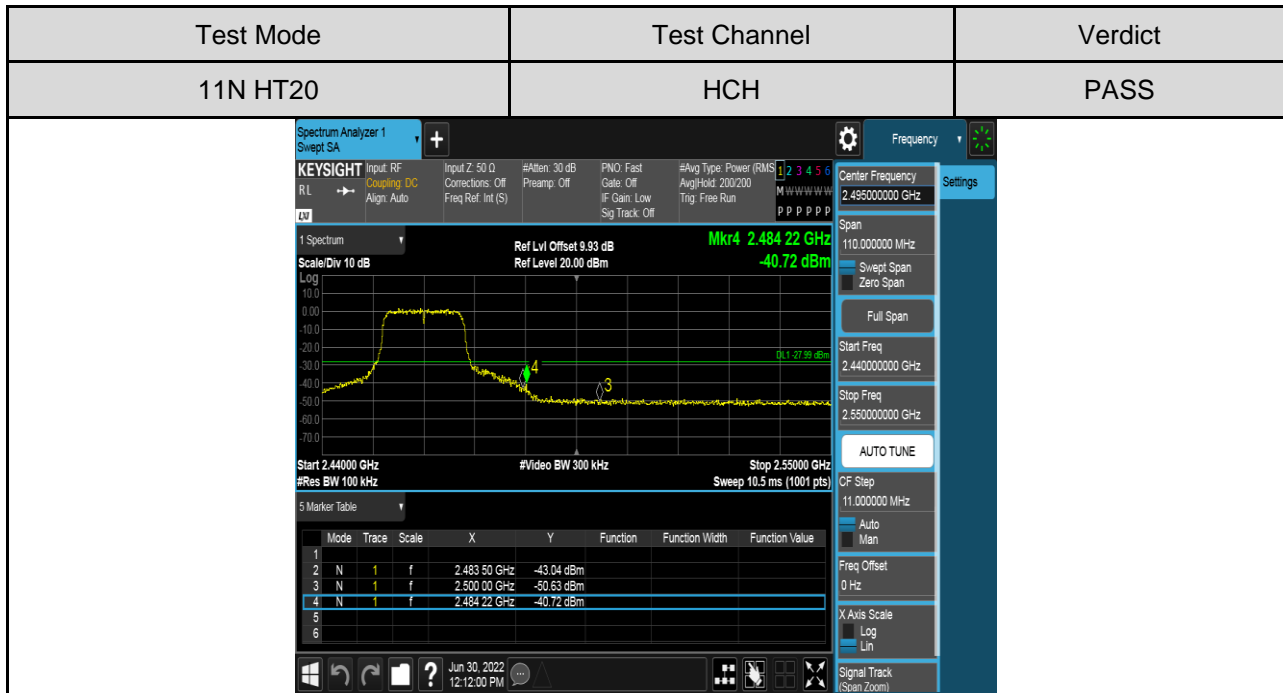 Test Mode Test Channel Verdict
11N HT20 HCH PASS
Spectrum Analyzer 1
Swept SA
+
Frequency
KEYSIGHT
RL
LXI
Input: RF
Coupling: DC
Align: Auto
Input Z: 50 Ω
Corrections: Off
Freq Ref: Int (S)
#Atten: 30 dB
Preamp: Off
PNO: Fast
Gate: Off
IF Gain: Low
Sig Track: Off
#Avg Type: Power (RMS
Avg|Hold: 200/200
Trig: Free Run
1 2 3 4 5 6
M W W W W W
P P P P P P
1 Spectrum
Scale/Div 10 dB
Ref Lvl Offset 9.93 dB
Ref Level 20.00 dBm
Mkr4 2.484 22 GHz
-40.72 dBm
Log
10.0
0.00
-10.0
-20.0
-30.0
-40.0
-50.0
-60.0
-70.0
DL1 -27.99 dBm
4
3
Start 2.44000 GHz #Video BW 300 kHz Stop 2.55000 GHz
#Res BW 100 kHz Sweep 10.5 ms (1001 pts)
5 Marker Table
Mode Trace Scale X Y Function Function Width Function Value
1
2 N 1 f 2.483 50 GHz -43.04 dBm
3 N 1 f 2.500 00 GHz -50.63 dBm
4 N 1 f 2.484 22 GHz -40.72 dBm
5
6
Jun 30, 2022
12:12:00 PM
?
Center Frequency
2.495000000 GHz
Settings
Span
110.000000 MHz
Swept Span
Zero Span
Full Span
Start Freq
2.440000000 GHz
Stop Freq
2.550000000 GHz
AUTO TUNE
CF Step
11.000000 MHz
Auto
Man
Freq Offset
0 Hz
X Axis Scale
Log
Lin
Signal Track
(Span Zoom)